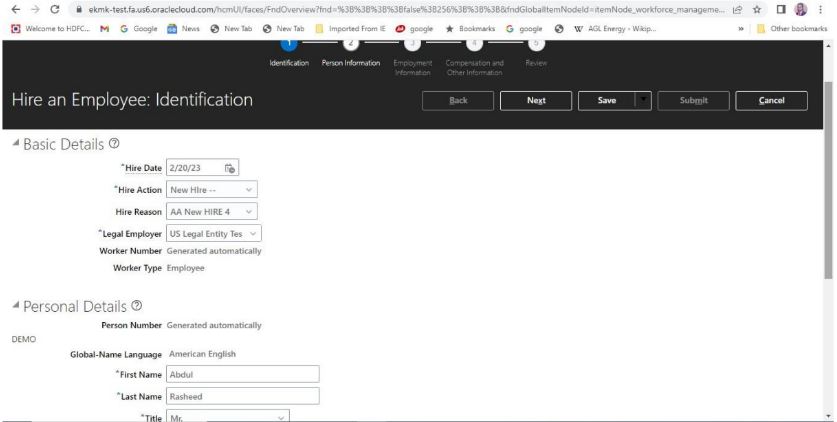 ekmk-test.fa.us6.oraclecloud.com/hcmUI/faces/FndOverview?fnd=%3B%3B%3B%3Bfalse%3B256%3B%3B%3B&fndGlobalItemNodeId=itemNode_workforce_manageme...
Welcome to HDFC... M G Google News New Tab New Tab Imported From IE google Bookmarks G google W AGL Energy - Wikip... » Other bookmarks
1 2 3 4 5
Identification Person Information Employment Information Compensation and Other Information Review
Hire an Employee: Identification Back Next Save Submit Cancel
Basic Details
*Hire Date 2/20/23
*Hire Action New HIre --
Hire Reason AA New HIRE 4
*Legal Employer US Legal Entity Tes
Worker Number Generated automatically
Worker Type Employee
Personal Details
Person Number Generated automatically
DEMO
Global-Name Language American English
*First Name Abdul
*Last Name Rasheed
*Title Mr.